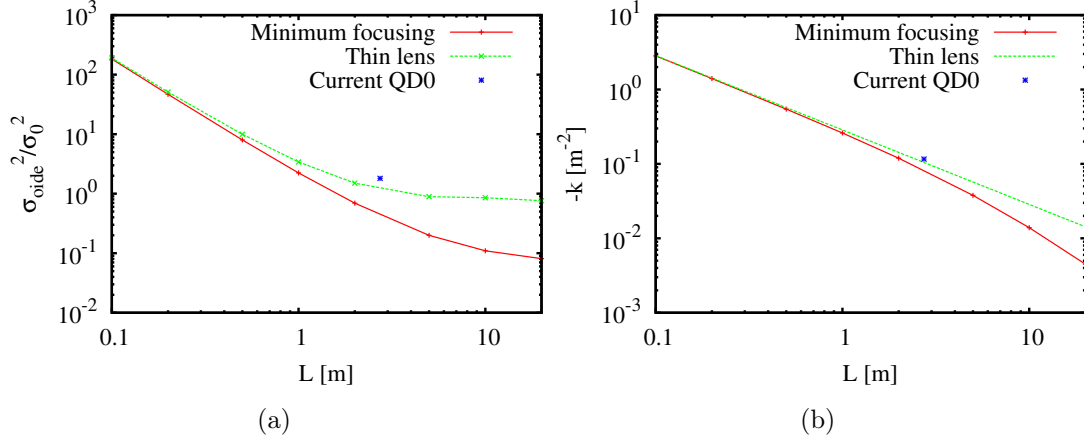 10^3
10^2
10^1
10^0
10^-1
10^-2
σ_oide^2/σ_0^2
Minimum focusing
Thin lens
Current QD0
0.1
1
10
L [m]
(a)
10^1
10^0
10^-1
10^-2
10^-3
-k [m^-2]
Minimum focusing
Thin lens
Current QD0
0.1
1
10
L [m]
(b)